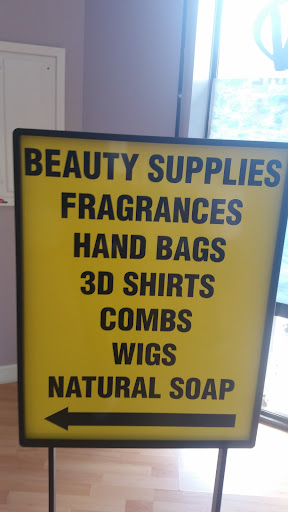 BEAUTY SUPPLIES
FRAGRANCES
HAND BAGS
3D SHIRTS
COMBS
WIGS
NATURAL SOAP